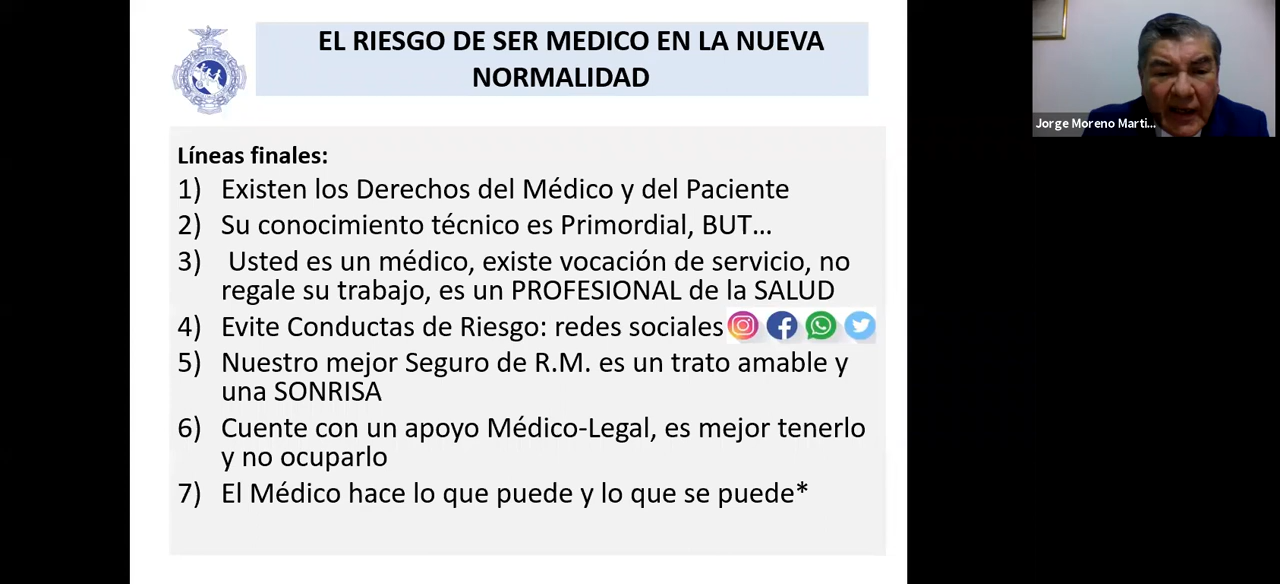 EL RIESGO DE SER MEDICO EN LA NUEVA
NORMALIDAD
Jorge Moreno Marti...
Líneas finales:
1) Existen los Derechos del Médico y del Paciente
2) Su conocimiento técnico es Primordial, BUT...
3) Usted es un médico, existe vocación de servicio, no
regale su trabajo, es un PROFESIONAL de la SALUD
4) Evite Conductas de Riesgo: redes sociales
5) Nuestro mejor Seguro de R.M. es un trato amable y
una SONRISA
6) Cuente con un apoyo Médico-Legal, es mejor tenerlo
y no ocuparlo
7) El Médico hace lo que puede y lo que se puede*